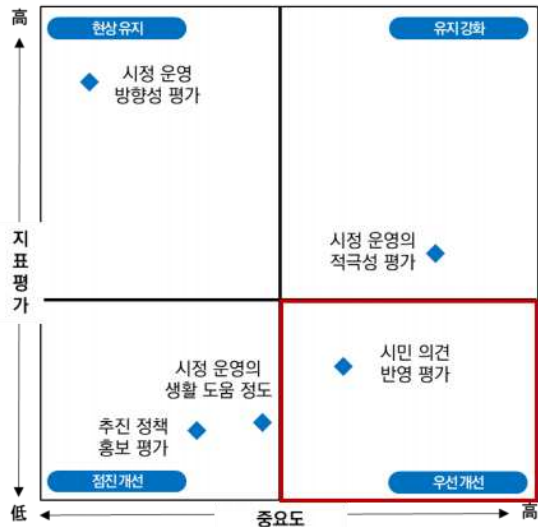 高
현상유지
유지강화
시정 운영
방향성 평가
지
표
평
가
시정 운영의
적극성 평가
시정 운영의
생활 도움 정도
시민 의견
반영 평가
추진 정책
홍보 평가
점진개선
우선개선
低
중요도
高